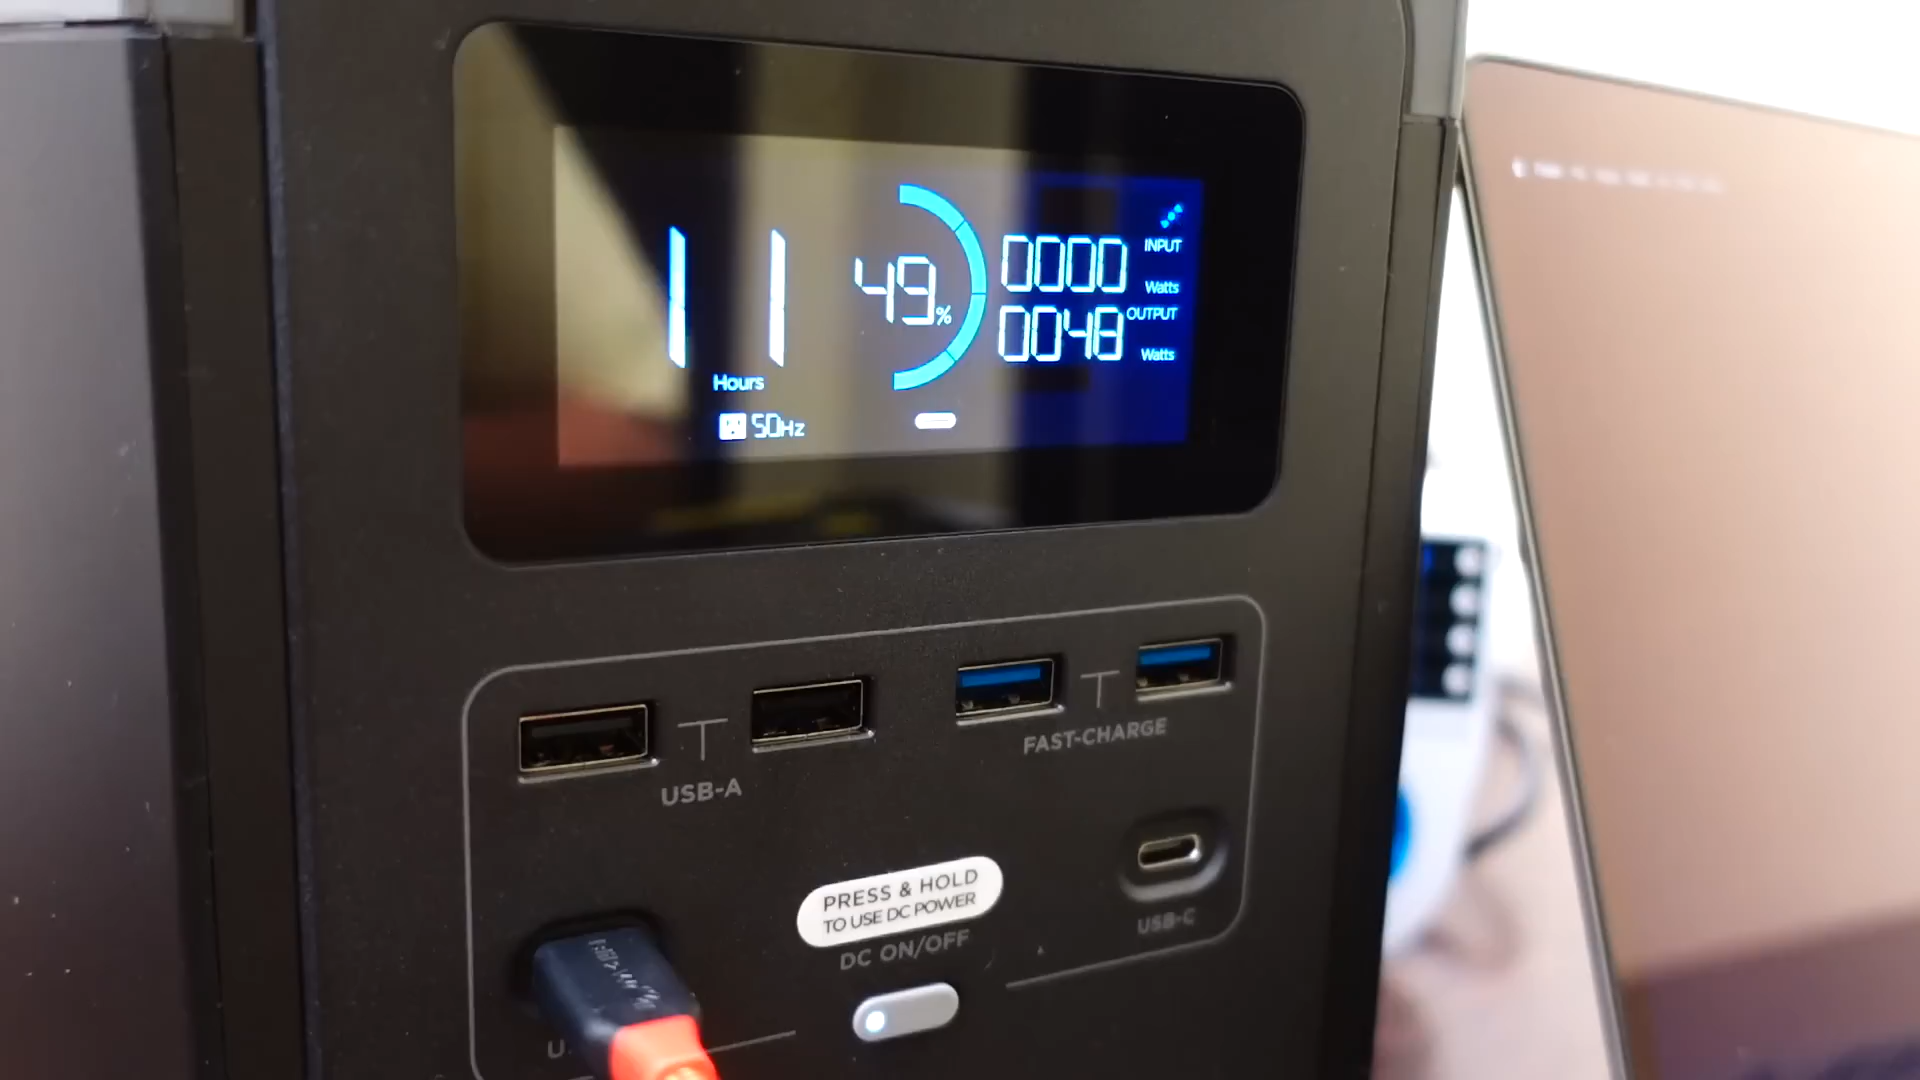 11
Hours
50Hz
49%
0000
INPUT
Watts
0048
OUTPUT
Watts
USB-A
FAST-CHARGE
PRESS & HOLD
TO USE DC POWER
DC ON/OFF
USB-C
U